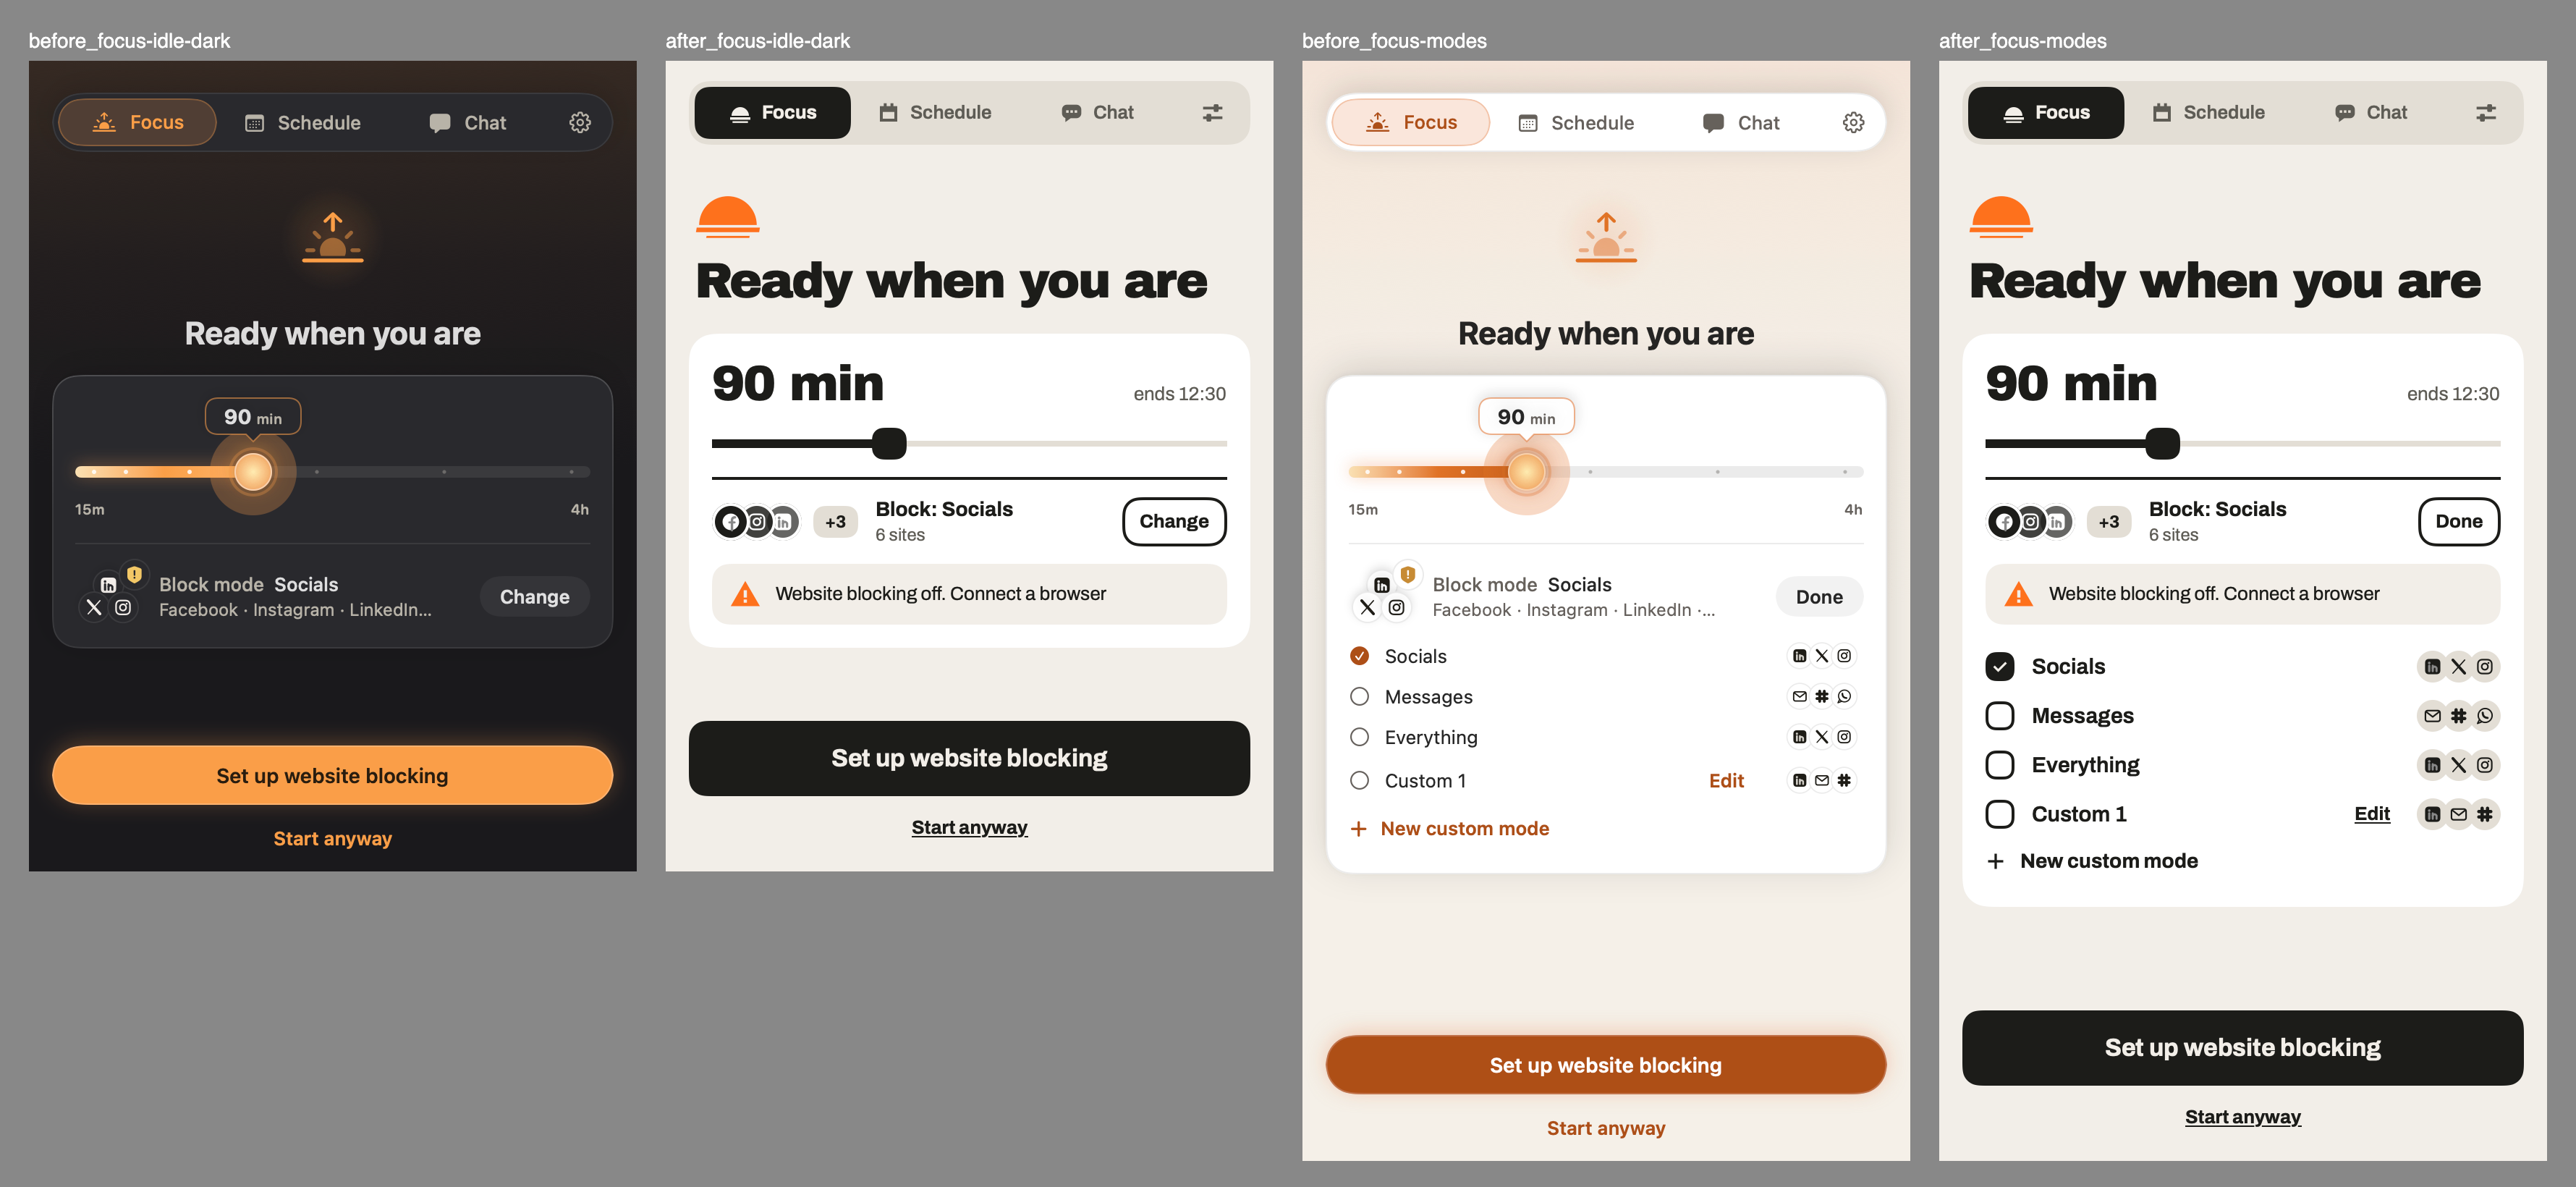 before_focus-idle-dark
Focus Schedule Chat
Ready when you are
90 min
15m 4h
Block mode Socials
Facebook · Instagram · LinkedIn...
Change
Set up website blocking
Start anyway
after_focus-idle-dark
Focus Schedule Chat
Ready when you are
90 min
ends 12:30
+3
Block: Socials
6 sites
Change
Website blocking off. Connect a browser
Set up website blocking
Start anyway
before_focus-modes
Focus Schedule Chat
Ready when you are
90 min
15m 4h
Block mode Socials
Facebook · Instagram · LinkedIn ·...
Done
Socials
Messages
Everything
Custom 1 Edit
+ New custom mode
Set up website blocking
Start anyway
after_focus-modes
Focus Schedule Chat
Ready when you are
90 min
ends 12:30
+3
Block: Socials
6 sites
Done
Website blocking off. Connect a browser
Socials
Messages
Everything
Custom 1 Edit
+ New custom mode
Set up website blocking
Start anyway